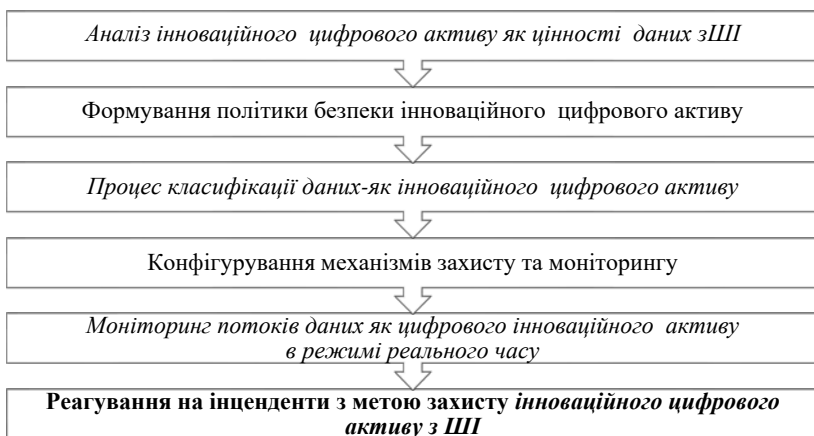 Аналіз інноваційного цифрового активу як цінності даних зШІ
Формування політики безпеки інноваційного цифрового активу
Процес класифікації даних-як інноваційного цифрового активу
Конфігурування механізмів захисту та моніторингу
Моніторинг потоків даних як цифрового інноваційного активу
в режимі реального часу
Реагування на інценденти з метою захисту інноваційного цифрового
активу з ШІ